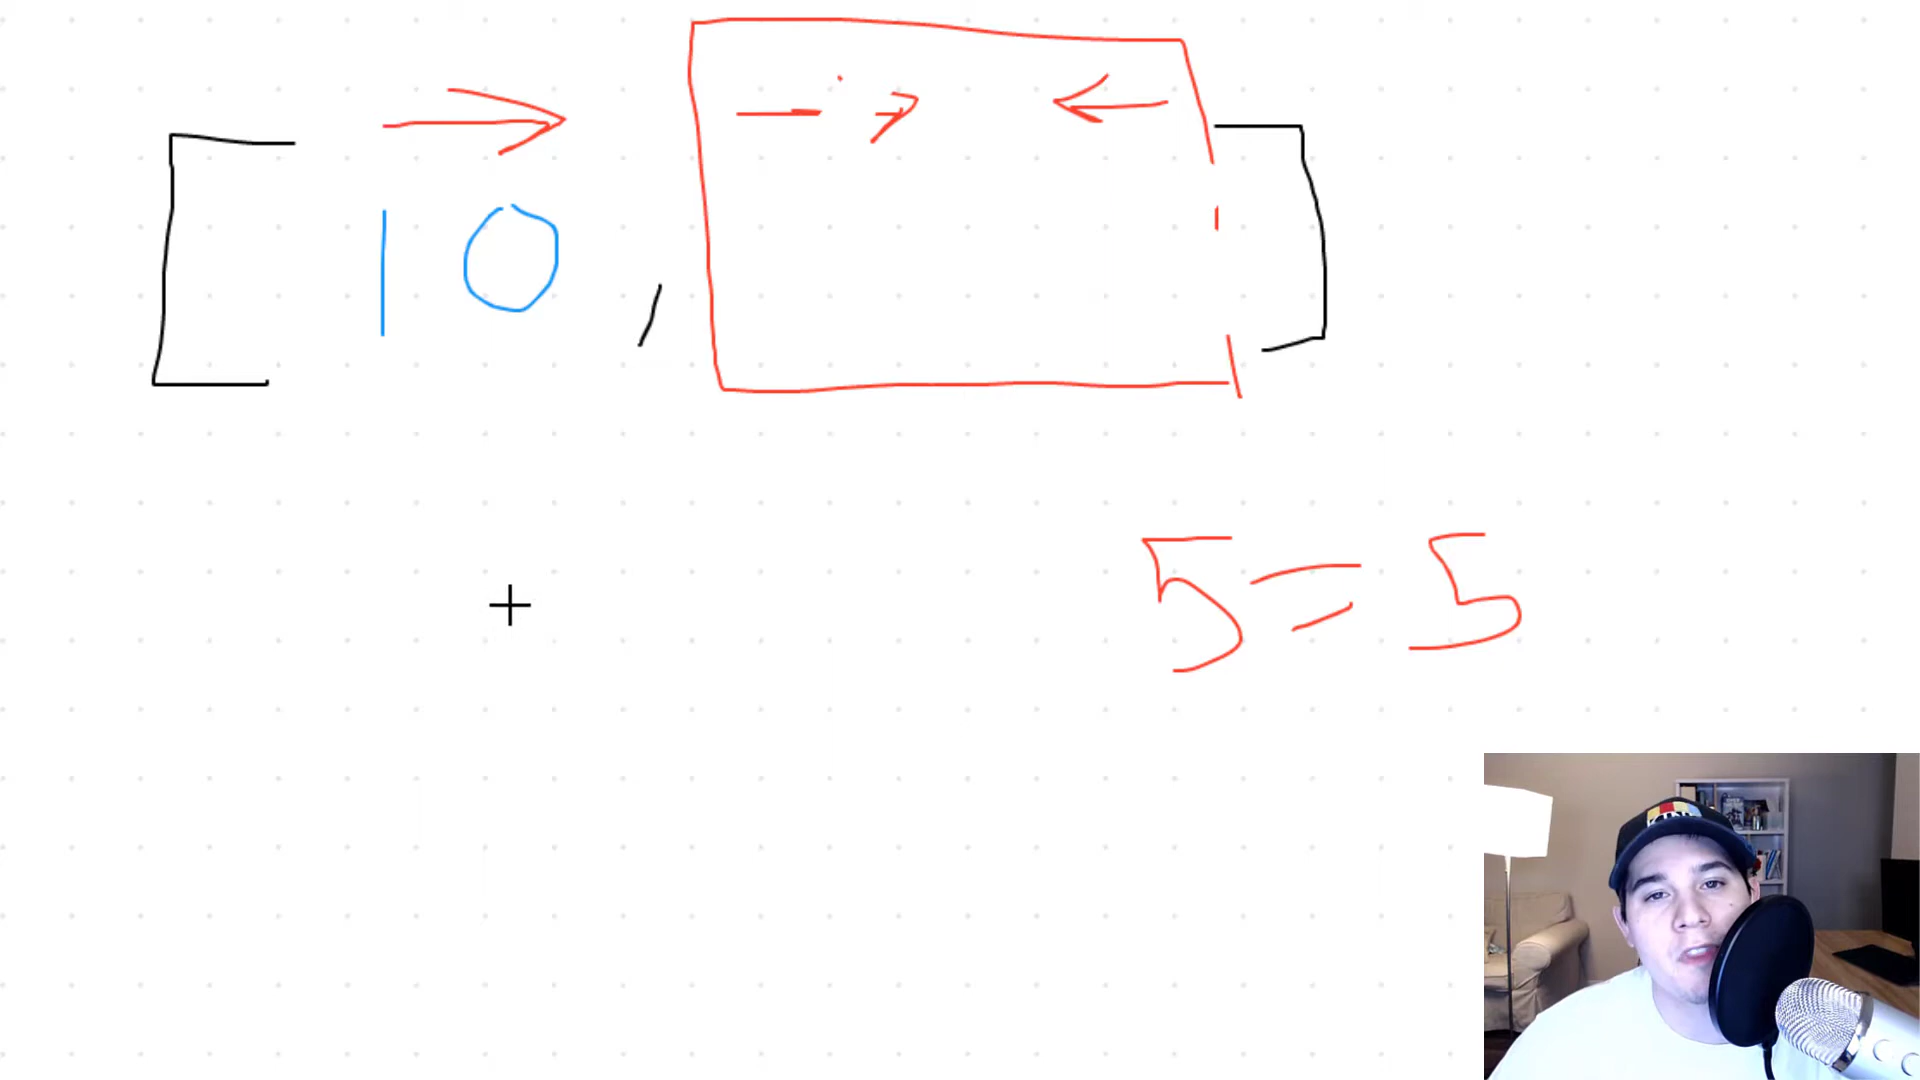 [ 10 , ]
5 = 5